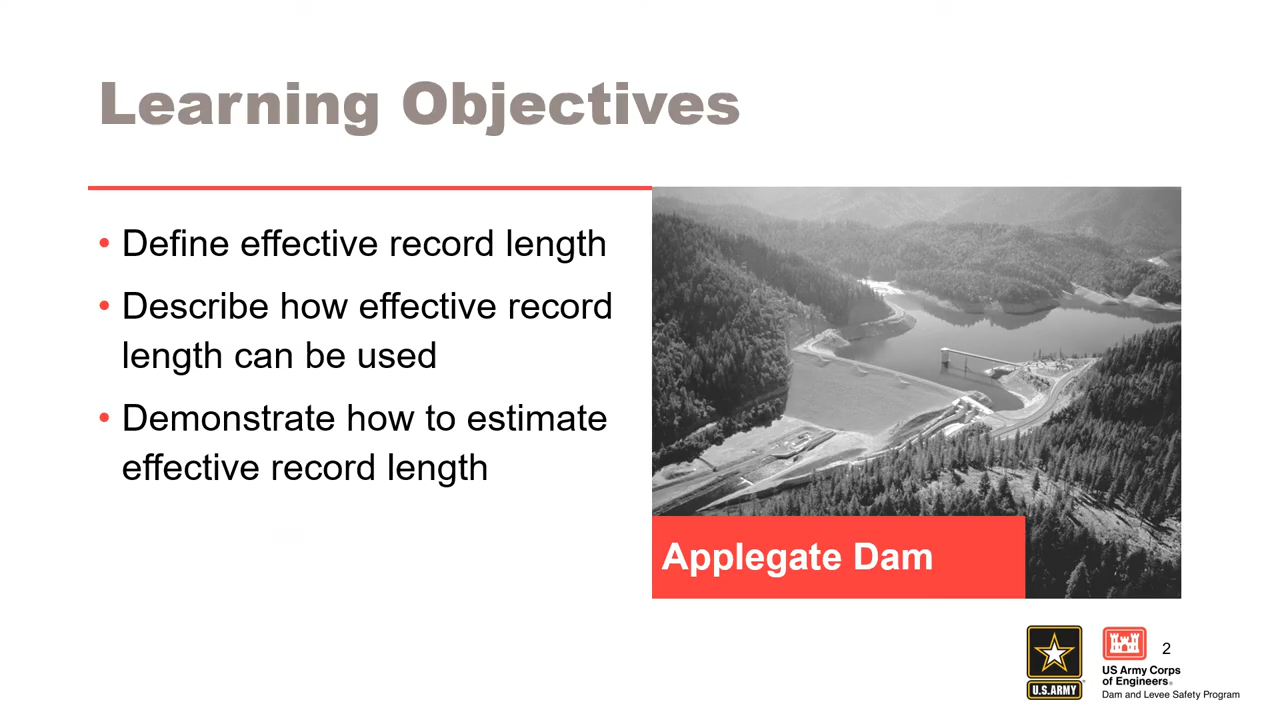 Learning Objectives
• Define effective record length
• Describe how effective record
length can be used
• Demonstrate how to estimate
effective record length
Applegate Dam
U.S.ARMY
2
US Army Corps
of Engineers®
Dam and Levee Safety Program